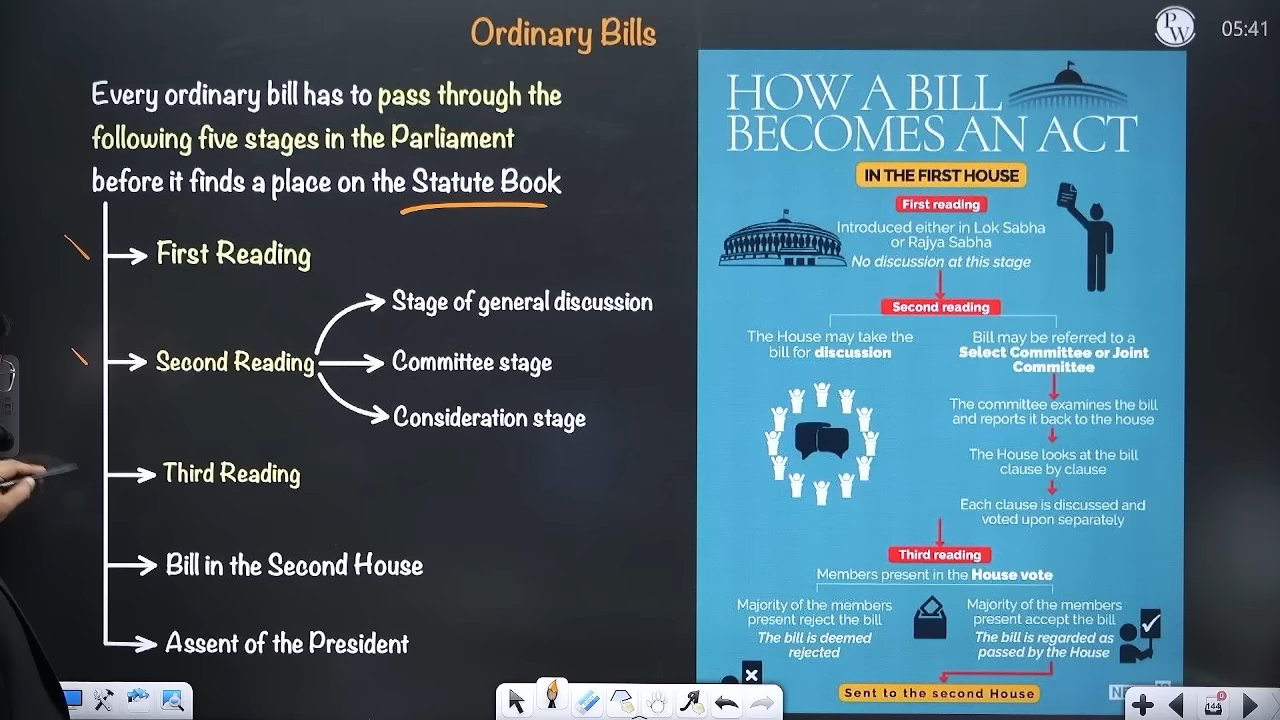 Ordinary Bills
PW
05:41
Every ordinary bill has to pass through the
following five stages in the Parliament
before it finds a place on the Statute Book
First Reading
Second Reading
Stage of general discussion
Committee stage
Consideration stage
Third Reading
Bill in the Second House
Assent of the President
HOW A BILL
BECOMES AN ACT
IN THE FIRST HOUSE
First reading
Introduced either in Lok Sabha
or Rajya Sabha
No discussion at this stage
Second reading
The House may take the
bill for discussion
Bill may be referred to a
Select Committee or Joint
Committee
The committee examines the bill
and reports it back to the house
The House looks at the bill
clause by clause
Each clause is discussed and
voted upon separately
Third reading
Members present in the House vote
Majority of the members
present reject the bill
The bill is deemed
rejected
Majority of the members
present accept the bill
The bill is regarded as
passed by the House
Sent to the second House
144